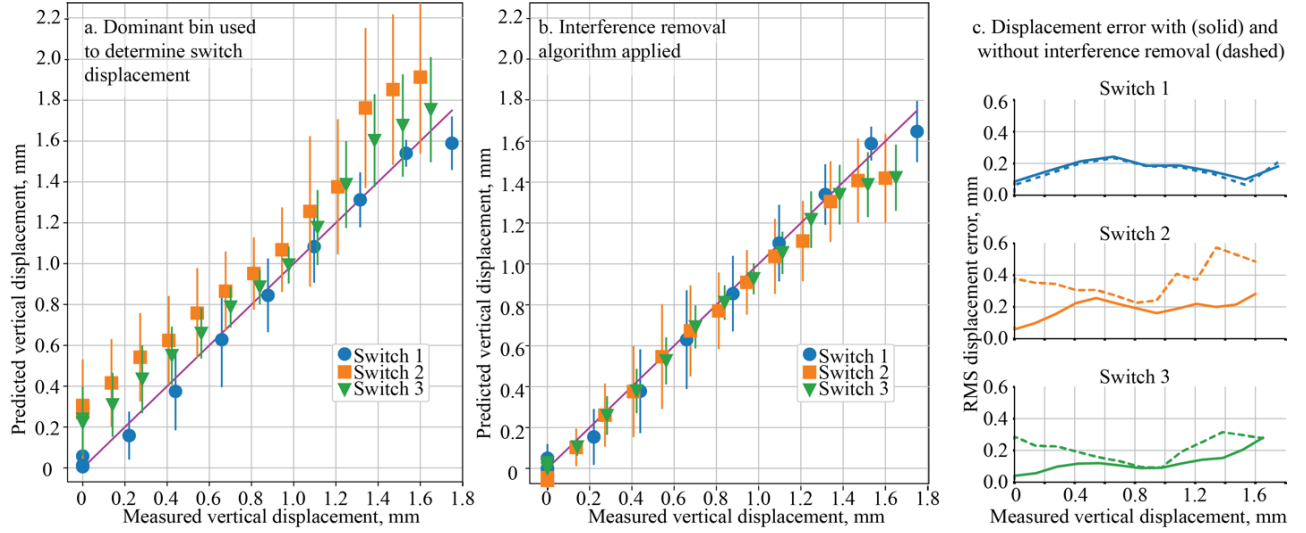 a. Dominant bin used
to determine switch
displacement
Predicted vertical displacement, mm
2.2
2.0
1.8
1.6
1.4
1.2
1.0
0.8
0.6
0.4
0.2
0
Switch 1
Switch 2
Switch 3
0 0.2 0.4 0.6 0.8 1.0 1.2 1.4 1.6 1.8
Measured vertical displacement, mm
b. Interference removal
algorithm applied
Predicted vertical displacement, mm
2.2
2.0
1.8
1.6
1.4
1.2
1.0
0.8
0.6
0.4
0.2
0
Switch 1
Switch 2
Switch 3
0 0.2 0.4 0.6 0.8 1.0 1.2 1.4 1.6 1.8
Measured vertical displacement, mm
c. Displacement error with (solid) and
without interference removal (dashed)
RMS displacement error, mm
Switch 1
0.6
0.4
0.2
0.0
Switch 2
0.6
0.4
0.2
0.0
Switch 3
0.6
0.4
0.2
0.0
0 0.4 0.8 1.2 1.6
Measured vertical displacement, mm